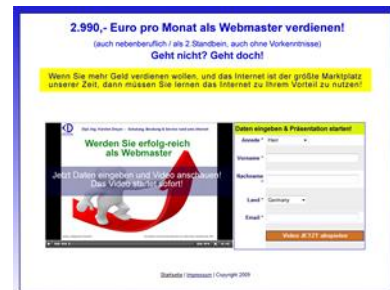 2.990,- Euro pro Monat als Webmaster verdienen!
(auch nebenberuflich / als 2.Standbein, auch ohne Vorkenntnisse)
Geht nicht? Geht doch!
Wenn Sie mehr Geld verdienen wollen, und das Internet ist der größte Marktplatz
unserer Zeit, dann müssen Sie lernen das Internet zu Ihrem Vorteil zu nutzen!
Werden Sie erfolg-reich
als Webmaster
Jetzt Daten eingeben und Video anschauen!
Das Video startet sofort!
Daten eingeben & Präsentation starten!
Anrede * Herr
Vorname *
Nachname
*
Land * Germany
Email *
Video JETZT abspielen
Startseite | Impressum | Copyright 2009